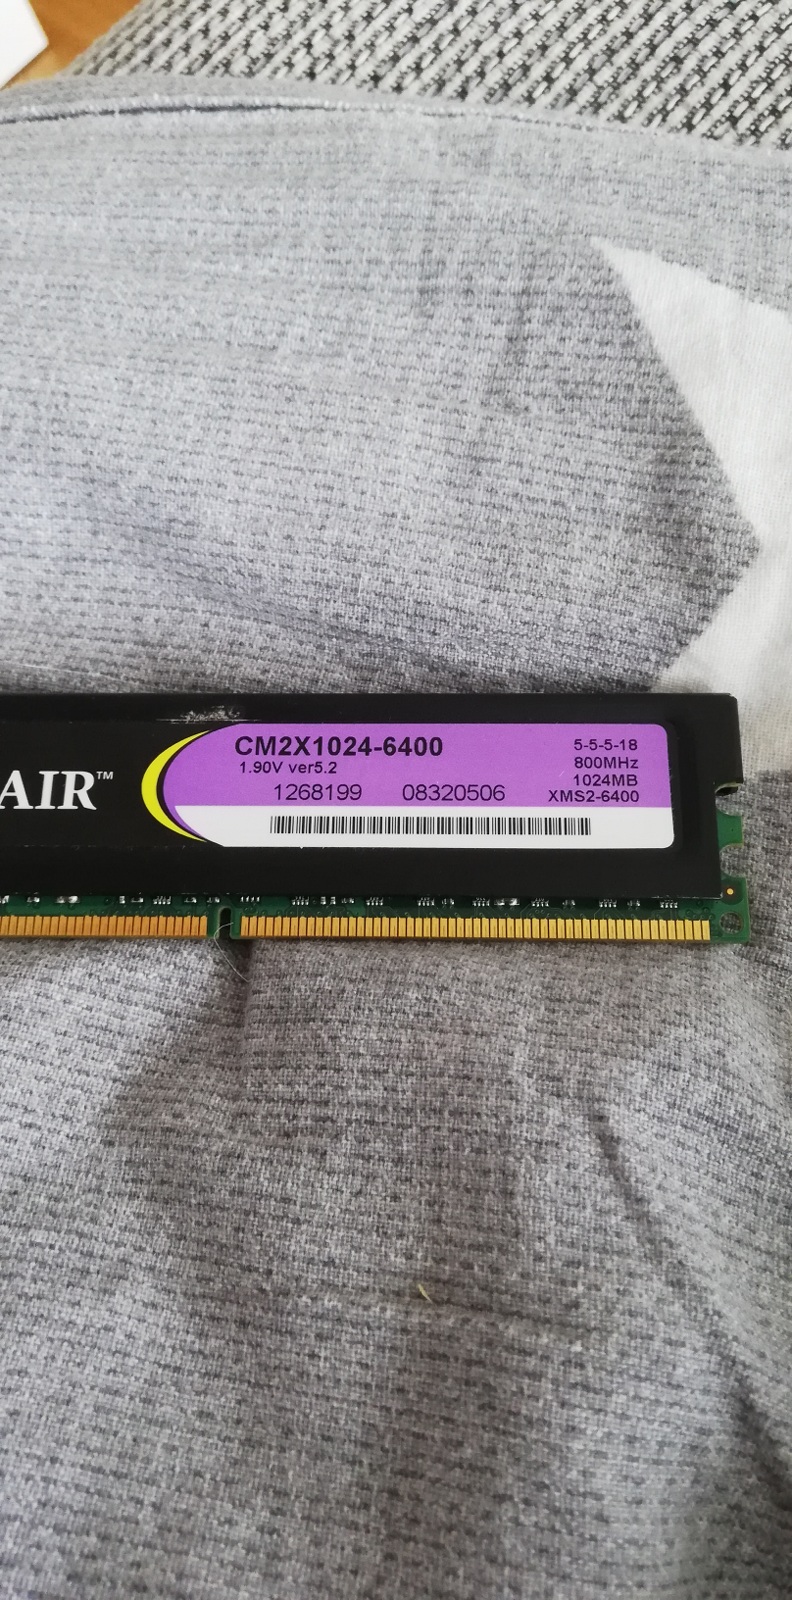 AIR™
CM2X1024-6400
1.90V ver5.2
1268199 08320506
5-5-5-18
800MHz
1024MB
XMS2-6400